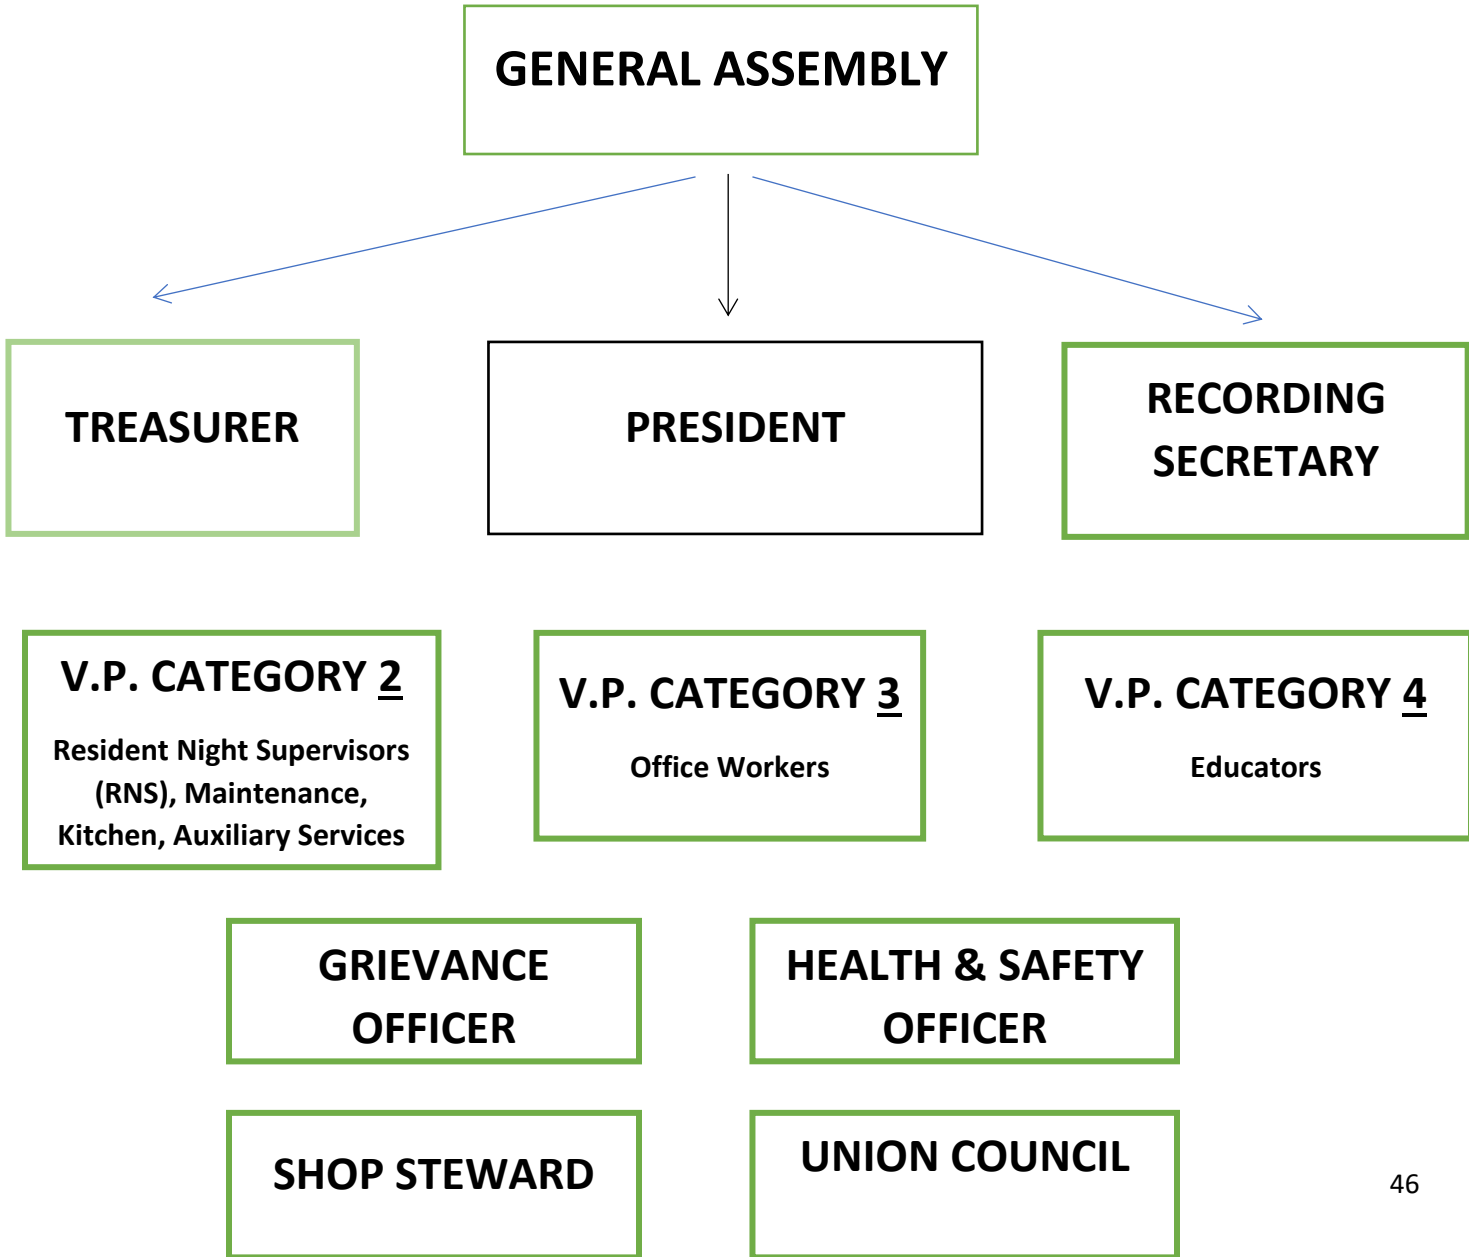 GENERAL ASSEMBLY
TREASURER
PRESIDENT
RECORDING
SECRETARY
V.P. CATEGORY 2
Resident Night Supervisors
(RNS), Maintenance,
Kitchen, Auxiliary Services
V.P. CATEGORY 3
Office Workers
V.P. CATEGORY 4
Educators
GRIEVANCE
OFFICER
HEALTH & SAFETY
OFFICER
SHOP STEWARD
UNION COUNCIL
46